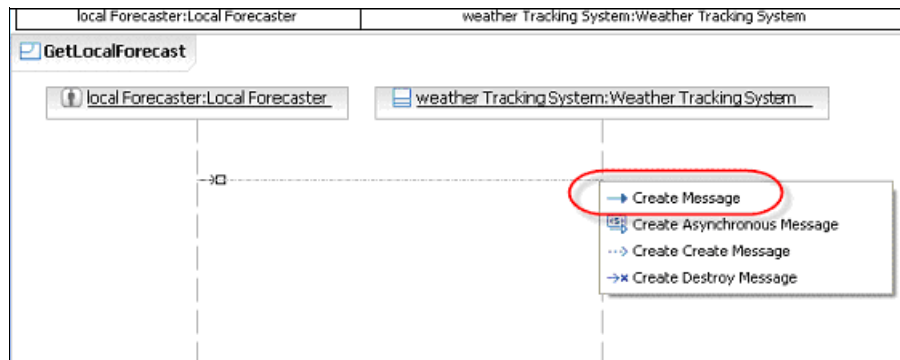 local Forecaster:Local Forecaster weather Tracking System:Weather Tracking System
GetLocalForecast
local Forecaster:Local Forecaster weather Tracking System:Weather Tracking System
Create Message
Create Asynchronous Message
Create Create Message
Create Destroy Message